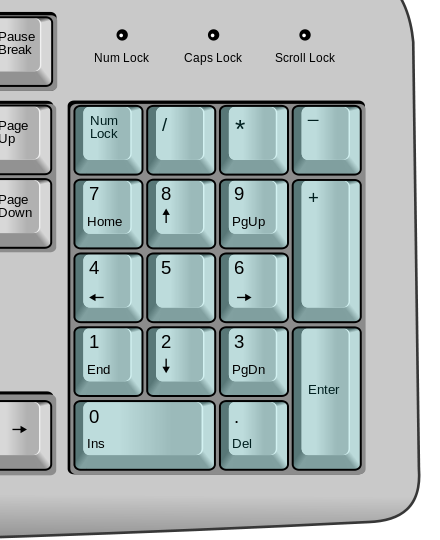 Pause
Break
Num Lock
Caps Lock
Scroll Lock
Page
Up
Page
Down
Num
Lock
/
*
−
7
Home
8
↑
9
PgUp
+
4
←
5
6
→
1
End
2
↓
3
PgDn
Enter
→
0
Ins
.
Del